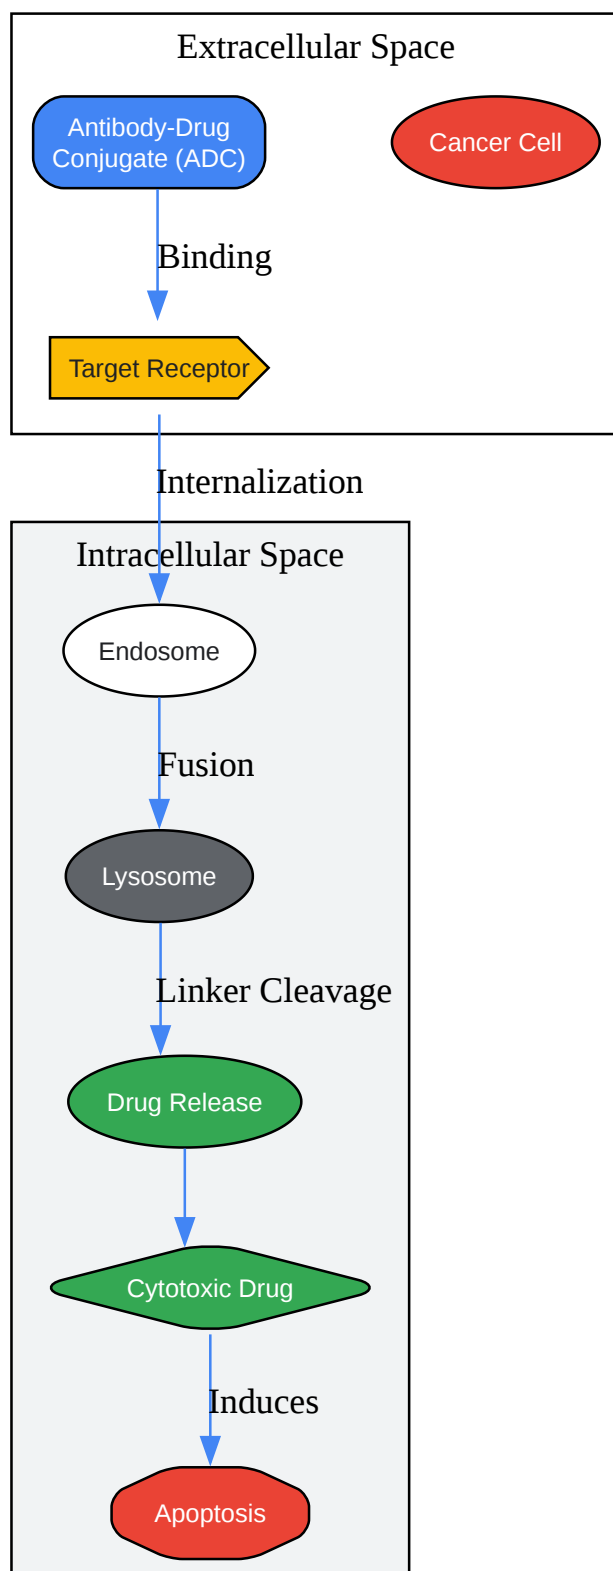 Extracellular Space
Antibody-Drug
Conjugate (ADC)
Cancer Cell
Binding
Target Receptor
Internalization
Intracellular Space
Endosome
Fusion
Lysosome
Linker Cleavage
Drug Release
Cytotoxic Drug
Induces
Apoptosis